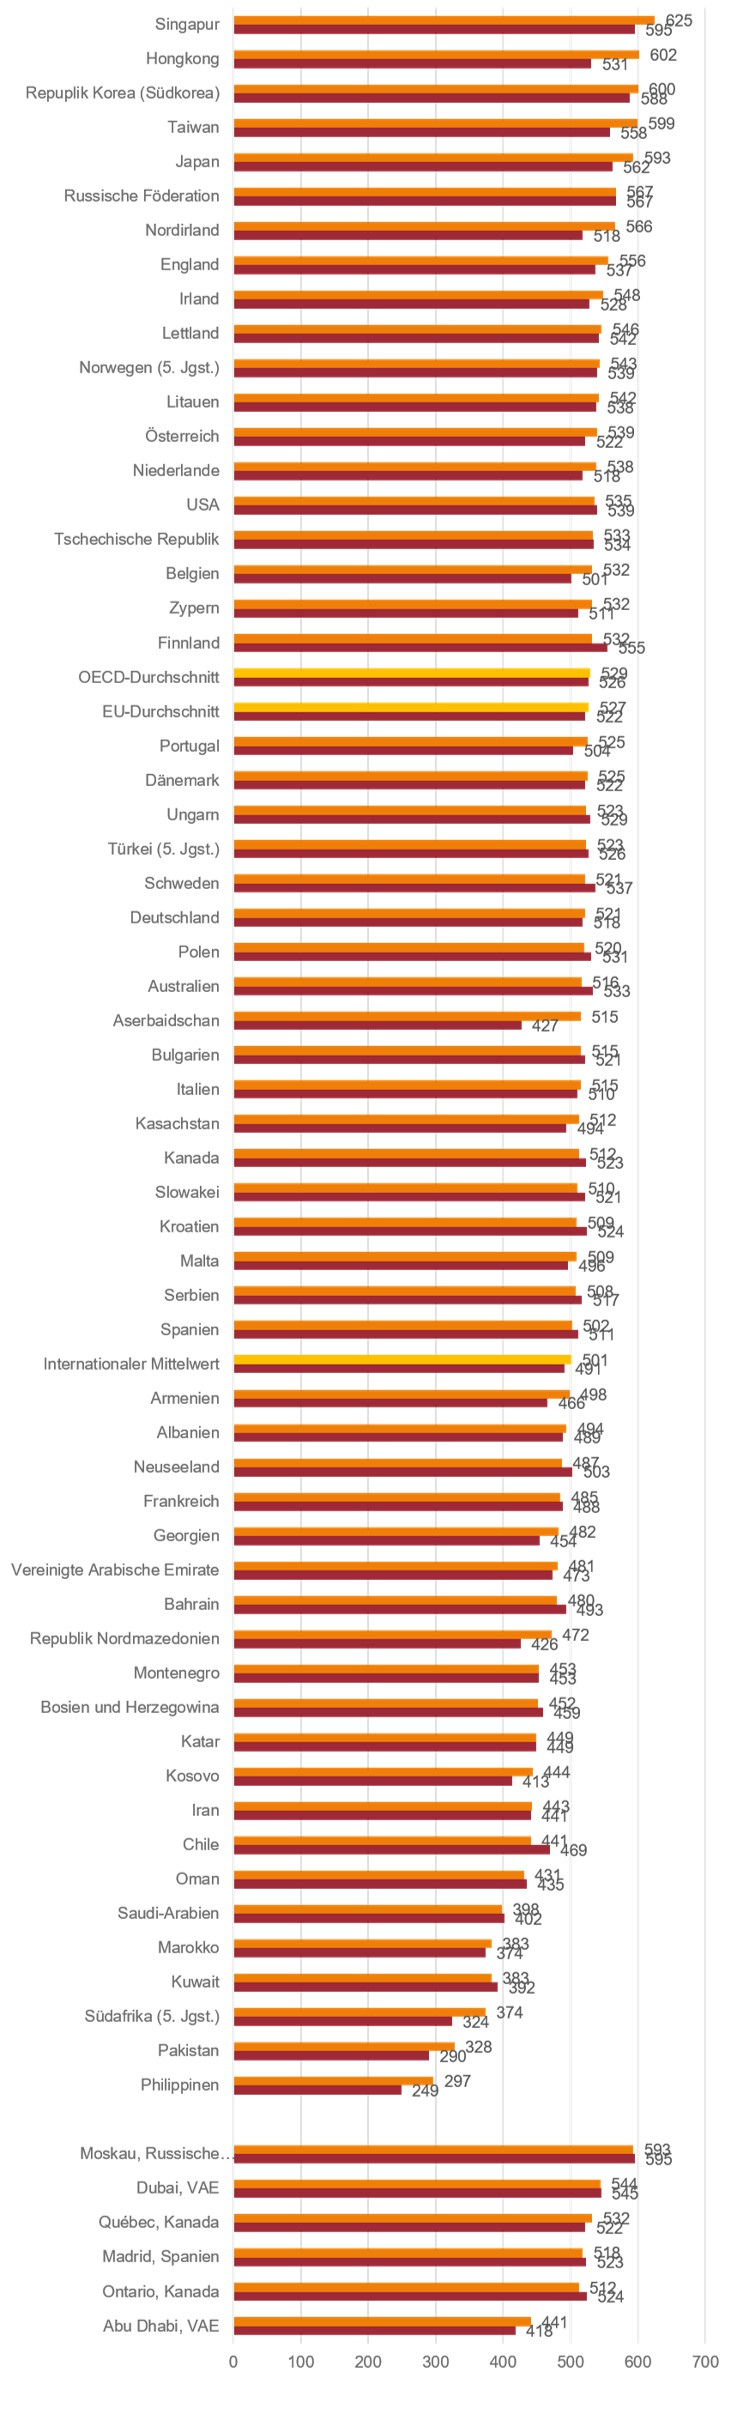 Singapur 625 595
Hongkong 602 531
Repuplik Korea (Südkorea) 600 588
Taiwan 599 558
Japan 593 562
Russische Föderation 567 567
Nordirland 566 518
England 556 537
Irland 548 528
Lettland 546 542
Norwegen (5. Jgst.) 543 539
Litauen 542 538
Österreich 539 522
Niederlande 538 518
USA 535 539
Tschechische Republik 533 534
Belgien 532 501
Zypern 532 511
Finnland 532 555
OECD-Durchschnitt 529 526
EU-Durchschnitt 527 522
Portugal 525 504
Dänemark 525 522
Ungarn 523 529
Türkei (5. Jgst.) 523 526
Schweden 521 537
Deutschland 521 518
Polen 520 531
Australien 516 533
Aserbaidschan 515 427
Bulgarien 515 521
Italien 515 510
Kasachstan 512 494
Kanada 512 523
Slowakei 510 521
Kroatien 509 524
Malta 509 496
Serbien 508 517
Spanien 502 511
Internationaler Mittelwert 501 491
Armenien 498 466
Albanien 494 489
Neuseeland 487 503
Frankreich 485 488
Georgien 482 454
Vereinigte Arabische Emirate 481 473
Bahrain 480 493
Republik Nordmazedonien 472 426
Montenegro 453 453
Bosien und Herzegowina 452 459
Katar 449 449
Kosovo 444 413
Iran 443 441
Chile 441 469
Oman 431 435
Saudi-Arabien 398 402
Marokko 383 374
Kuwait 383 392
Südafrika (5. Jgst.) 374 324
Pakistan 328 290
Philippinen 297 249
Moskau, Russische… 593 595
Dubai, VAE 544 545
Québec, Kanada 532 522
Madrid, Spanien 518 523
Ontario, Kanada 512 524
Abu Dhabi, VAE 441 418
0 100 200 300 400 500 600 700